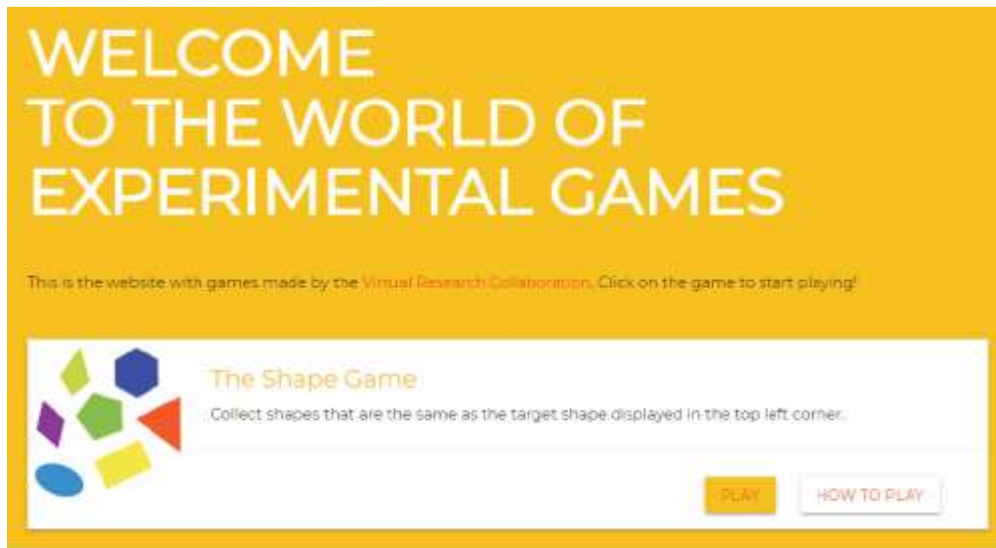 WELCOME
TO THE WORLD OF
EXPERIMENTAL GAMES
This is the website with games made by the Virtual Research Collaboration. Click on the game to start playing!
The Shape Game
Collect shapes that are the same as the target shape displayed in the top left corner.
PLAY
HOW TO PLAY